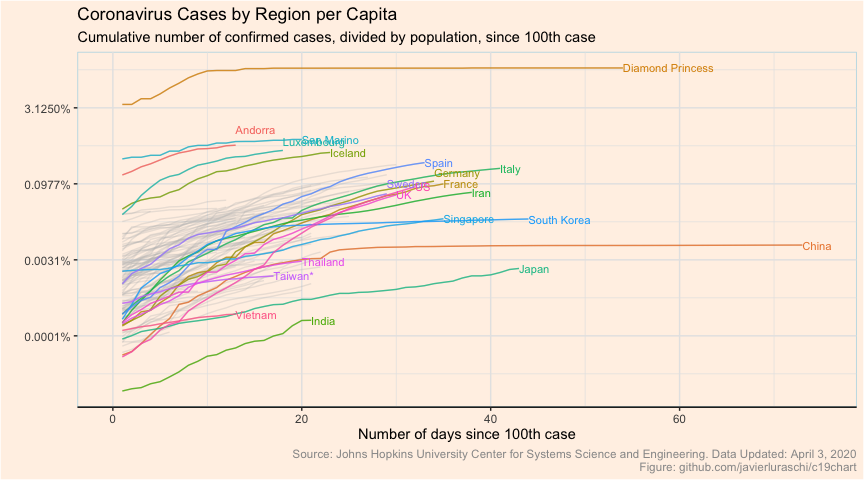 Coronavirus Cases by Region per Capita
Cumulative number of confirmed cases, divided by population, since 100th case
Diamond Princess
3.1250%
Andorra
San Marino
Luxembourg
Iceland
Spain
Italy
Germany
0.0977%
Sweden
US
France
UK
Iran
Singapore
South Korea
China
0.0031%
Thailand
Japan
Taiwan*
Vietnam
India
0.0001%
0
20
40
60
Number of days since 100th case
Source: Johns Hopkins University Center for Systems Science and Engineering. Data Updated: April 3, 2020
Figure: github.com/javierluraschi/c19chart